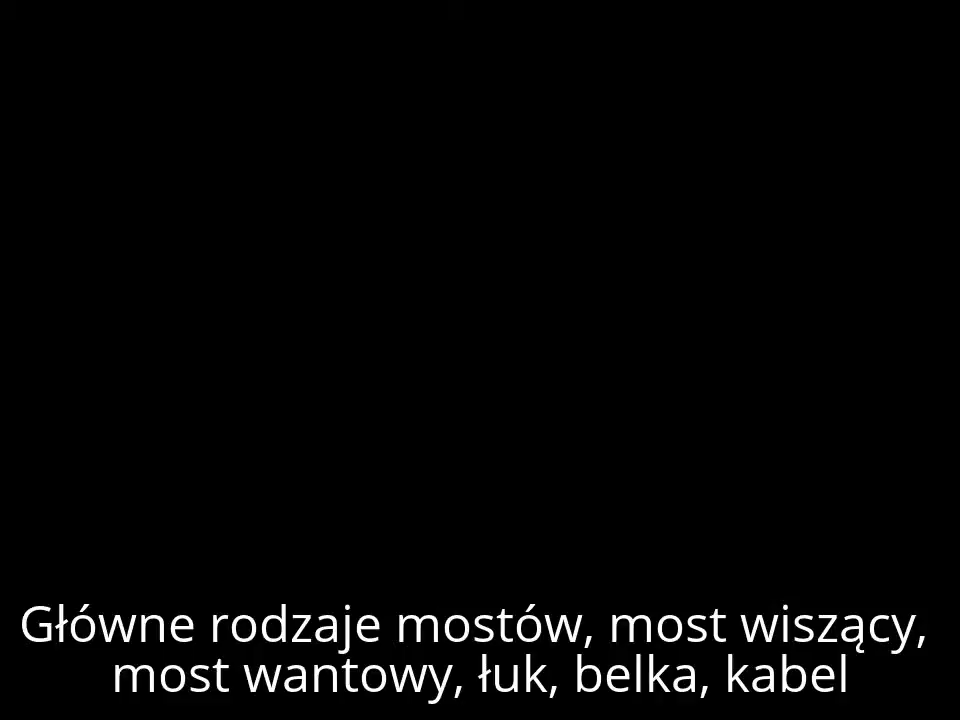 Główne rodzaje mostów, most wiszący,
most wantowy, łuk, belka, kabel